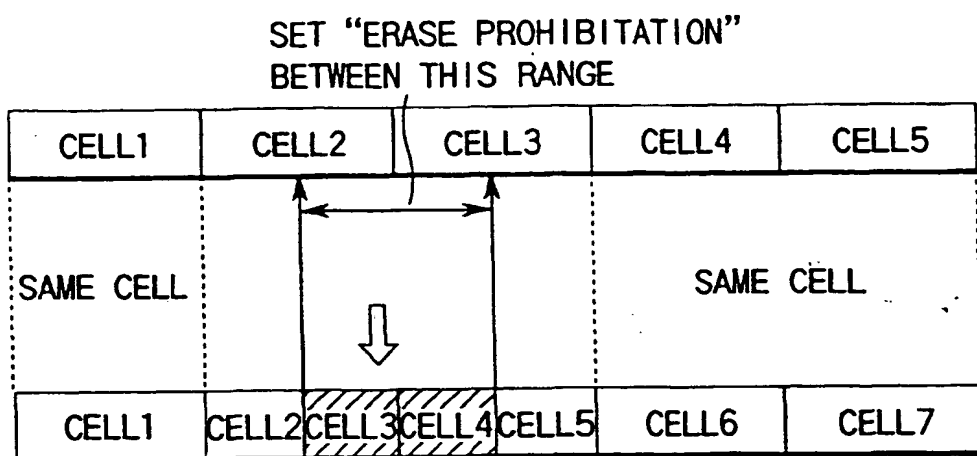 SET “ERASE PROHIBITATION”
BETWEEN THIS RANGE
CELL1 CELL2 CELL3 CELL4 CELL5
SAME CELL SAME CELL
CELL1 CELL2 CELL3 CELL4 CELL5 CELL6 CELL7